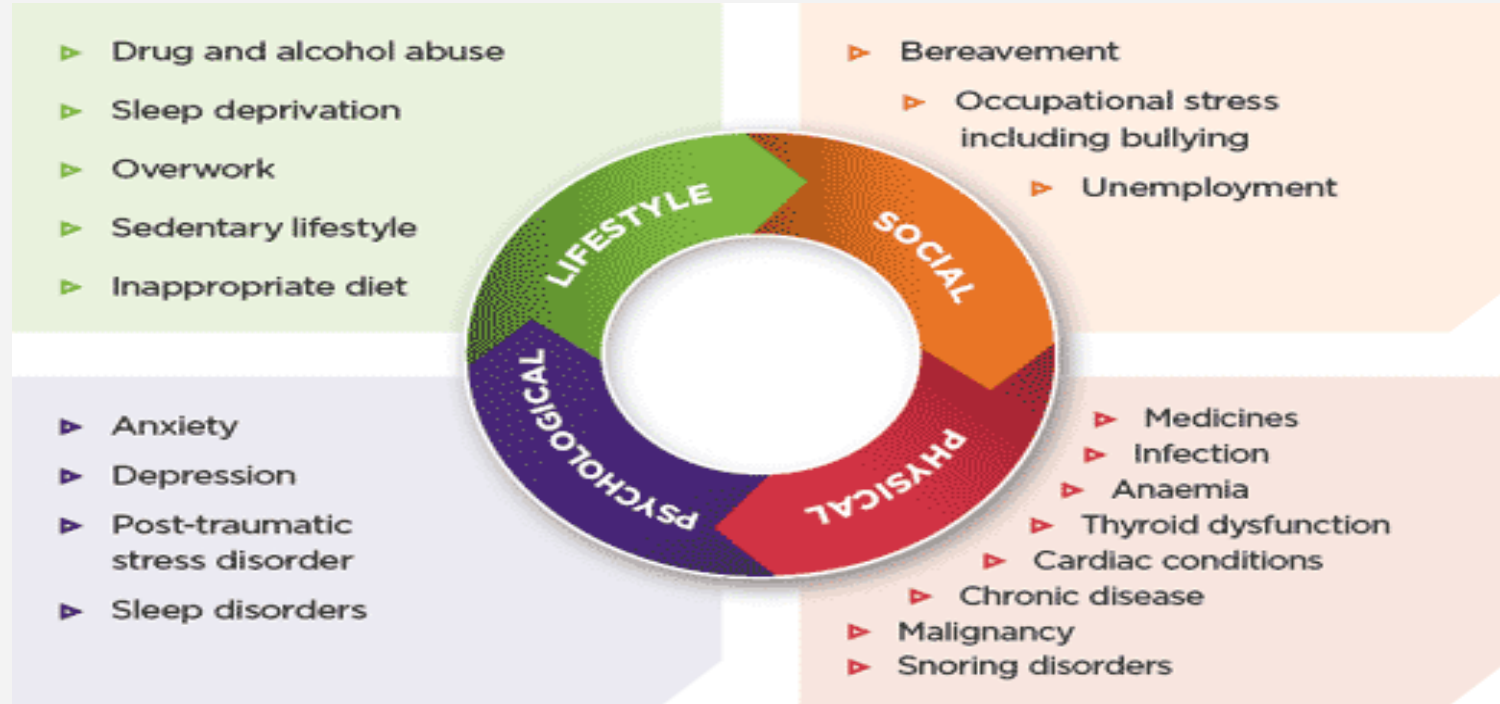 Drug and alcohol abuse
Sleep deprivation
Overwork
Sedentary lifestyle
Inappropriate diet
Bereavement
Occupational stress
including bullying
Unemployment
LIFESTYLE
SOCIAL
PSYCHOLOGICAL
PHYSICAL
Anxiety
Depression
Post-traumatic
stress disorder
Sleep disorders
Medicines
Infection
Anaemia
Thyroid dysfunction
Cardiac conditions
Chronic disease
Malignancy
Snoring disorders